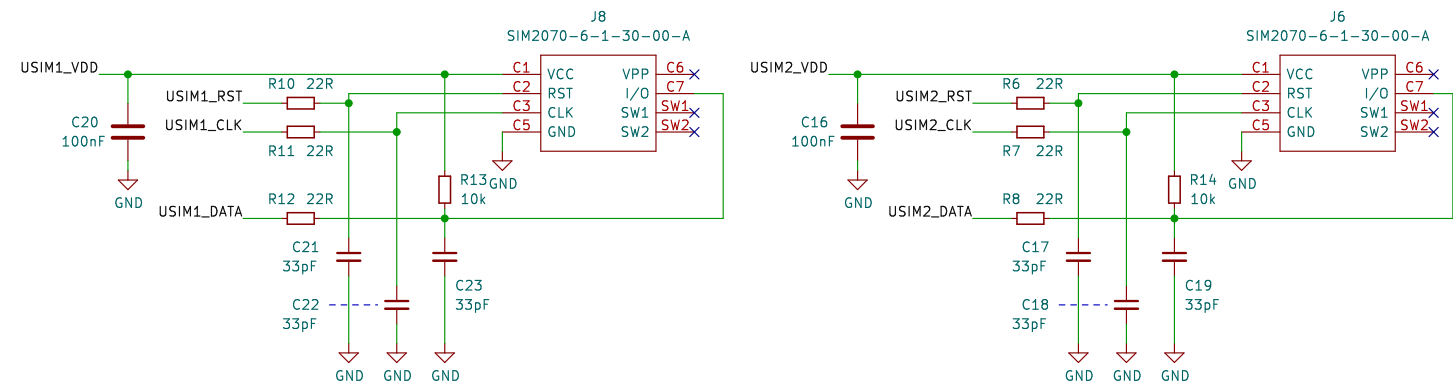 J8
SIM2070-6-1-30-00-A
USIM1_VDD
C1 VCC VPP C6
R10 22R
C2 RST I/O C7
USIM1_RST
C3 CLK SW1 SW1
USIM1_CLK
C5 GND SW2 SW2
C20
100nF
R11 22R
GND
R13
10k
GND
R12 22R
USIM1_DATA
C21
33pF
C23
33pF
C22
33pF
GND GND GND
J6
SIM2070-6-1-30-00-A
USIM2_VDD
C1 VCC VPP C6
R6 22R
C2 RST I/O C7
USIM2_RST
C3 CLK SW1 SW1
USIM2_CLK
C5 GND SW2 SW2
C16
100nF
R7 22R
GND
R14
10k
GND
R8 22R
USIM2_DATA
C17
33pF
C19
33pF
C18
33pF
GND GND GND